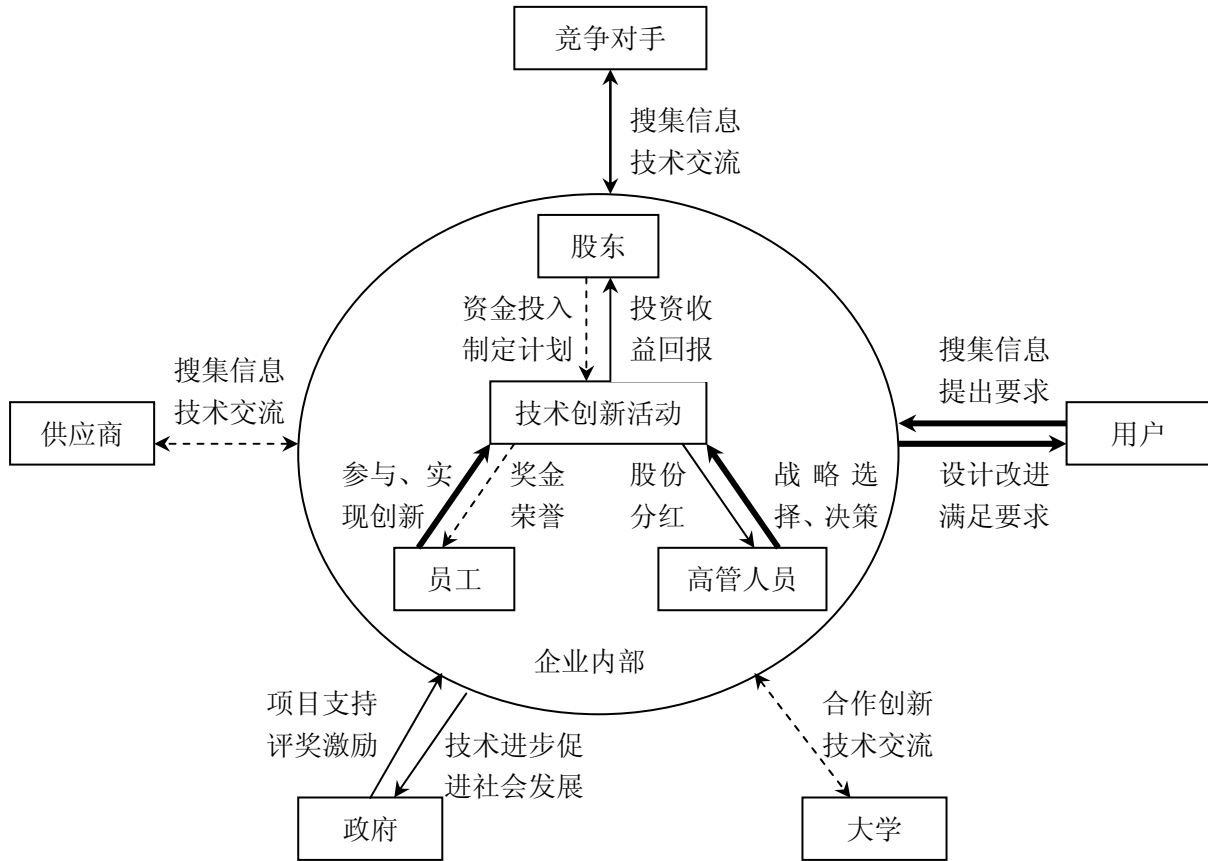 竞争对手
搜集信息
技术交流
股东
资金投入
制定计划
投资收
益回报
搜集信息
技术交流
供应商
技术创新活动
搜集信息
提出要求
用户
设计改进
满足要求
参与、实
现创新
奖金
荣誉
股份
分红
战略选
择、决策
员工
高管人员
企业内部
项目支持
评奖激励
技术进步促
进社会发展
合作创新
技术交流
政府
大学